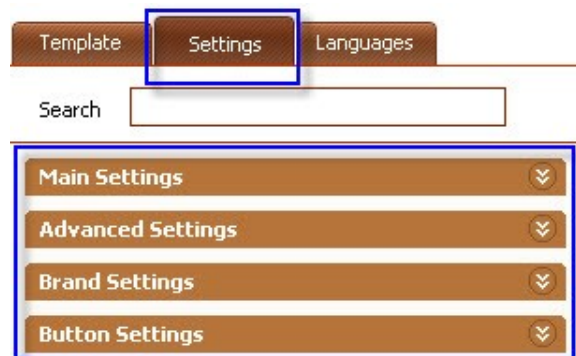 Template Settings Languages
Search
Main Settings
Advanced Settings
Brand Settings
Button Settings